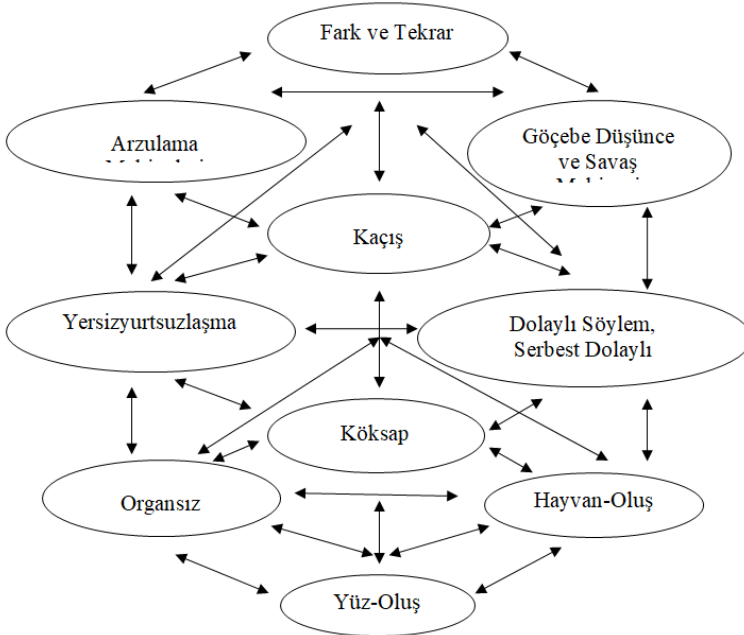 Fark ve Tekrar
Arzulama
Göçebe Düşünce
ve Savaş
Kaçış
Yersizyurtsuzlaşma
Dolaylı Söylem,
Serbest Dolaylı
Köksap
Organsız
Hayvan-Oluş
Yüz-Oluş